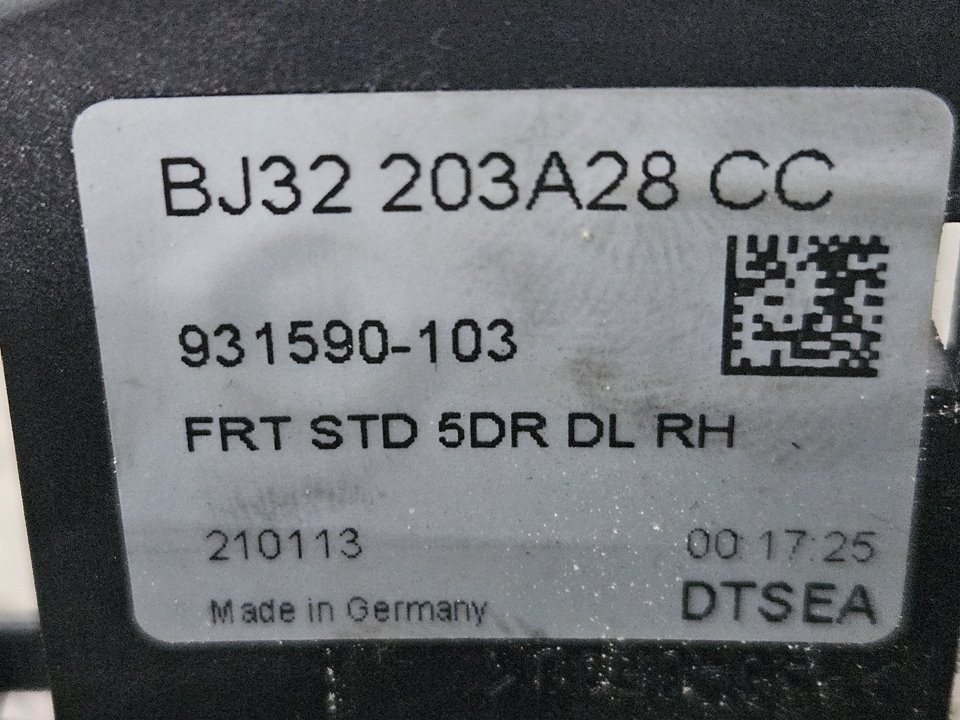 BJ32 203A28 CC
931590-103
FRT STD 5DR DL RH
210113 00:17:25
Made in Germany DTSEA